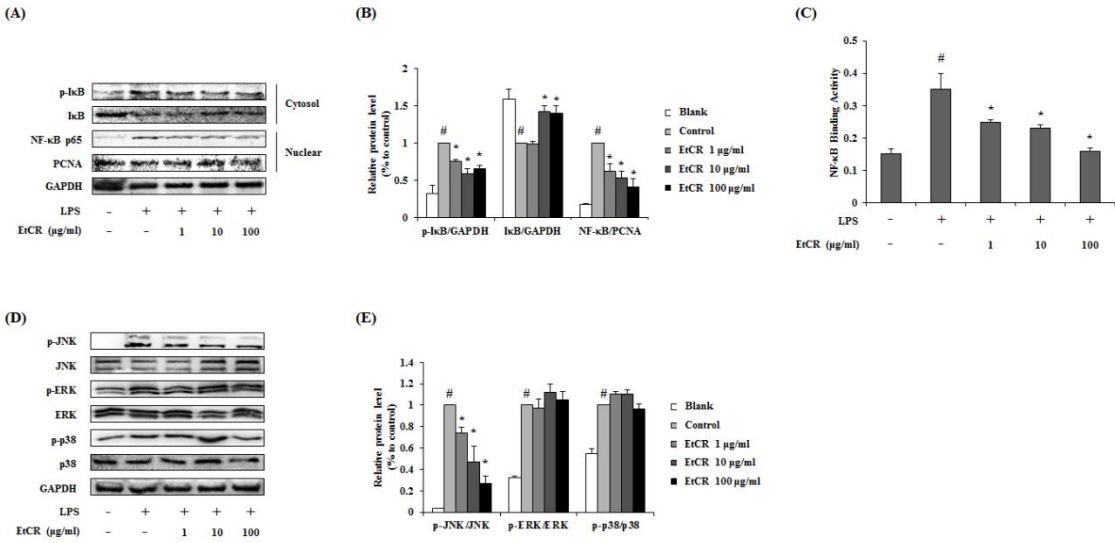 (A)
p-IκB
IκB
NF-κB p65
PCNA
GAPDH
Cytosol
Nuclear
LPS – + + + +
EtCR (μg/ml) – – 1 10 100
(B)
Relative protein level
(% to control)
2
1.5
1
0.5
0
#
*
*
*
#
*
*
#
*
*
*
p-IκB/GAPDH IκB/GAPDH NF-κB/PCNA
Blank
Control
EtCR 1 μg/ml
EtCR 10 μg/ml
EtCR 100 μg/ml
(C)
NF-κB Binding Activity
0.5
0.4
0.3
0.2
0.1
0
#
*
*
*
LPS
– + + + +
EtCR (μg/ml) – – 1 10 100
(D)
p-JNK
JNK
p-ERK
ERK
p-p38
p38
GAPDH
LPS – + + + +
EtCR (μg/ml) – – 1 10 100
(E)
Relative protein level
(% to control)
1.4
1.2
1
0.8
0.6
0.4
0.2
0
#
*
*
*
#
#
p-JNK/JNK p-ERK/ERK p-p38/p38
Blank
Control
EtCR 1 μg/ml
EtCR 10 μg/ml
EtCR 100 μg/ml